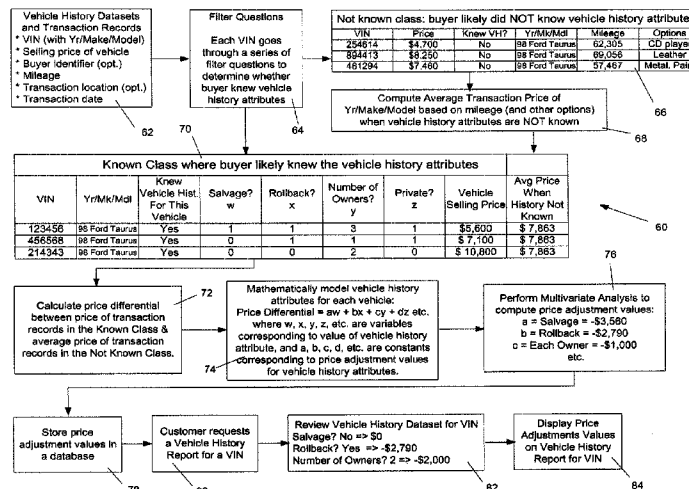 Vehicle History Datasets
and Transaction Records
* VIN (with Yr/Make/Model)
* Selling price of vehicle
* Buyer Identifier (opt.)
* Mileage
* Transaction location (opt.)
* Transaction date
62
Filter Questions
Each VIN goes
through a series of
filter questions to
determine whether
buyer knew vehicle
history attributes
64
Not known class: buyer likely did NOT know vehicle history attribute
VIN Price Knew VH? Yr/Mk/Mdl Mileage Options
254614 $4,700 No 98 Ford Taurus 62,305 CD player
894413 $8,250 No 98 Ford Taurus 69,056 Leather
461294 $7,460 No 98 Ford Taurus 57,467 Metal. Pain
66
Compute Average Transaction Price of
Yr/Make/Model based on mileage (and other options)
when vehicle history attributes are NOT known
68
70
Known Class where buyer likely knew the vehicle history attributes
VIN Yr/Mk/Mdl Knew Vehicle Hist. For This Vehicle Salvage? w Rollback? x Number of Owners? y Private? z Vehicle Selling Price Avg Price When History Not Known
123456 98 Ford Taurus Yes 1 1 3 1 $5,600 $ 7,863
456568 98 Ford Taurus Yes 0 1 1 1 $ 7,100 $ 7,863
214343 98 Ford Taurus Yes 0 0 2 0 $ 10,800 $ 7,863
60
Calculate price differential
between price of transaction
records in the Known Class &
average price of transaction
records in the Not Known Class.
72
Mathematically model vehicle history
attributes for each vehicle:
Price Differential = aw + bx + cy + dz etc.
where w, x, y, z, etc. are variables
corresponding to value of vehicle history
attribute, and a, b, c, d, etc. are constants
corresponding to price adjustment values
for vehicle history attributes.
74
76
Perform Multivariate Analysis to
compute price adjustment values:
a = Salvage = -$3,560
b = Rollback = -$2,790
c = Each Owner = -$1,000
etc.
Store price
adjustment values in
a database
78
Customer requests
a Vehicle History
Report for a VIN
Review Vehicle History Dataset for VIN
Salvage? No => $0
Rollback? Yes => -$2,790
Number of Owners? 2 => -$2,000
82
Display Price
Adjustments Values
on Vehicle History
Report for VIN
84